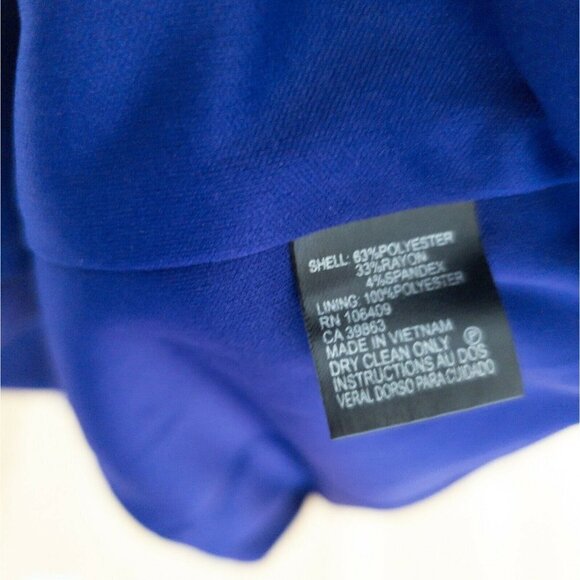 SHELL: 63%POLYESTER
33%RAYON
4%SPANDEX
LINING: 100%POLYESTER
RN 106409
CA 39863
MADE IN VIETNAM
DRY CLEAN ONLY Ⓟ
INSTRUCTIONS AU DOS
VERAL DORSO PARA CUIDADO